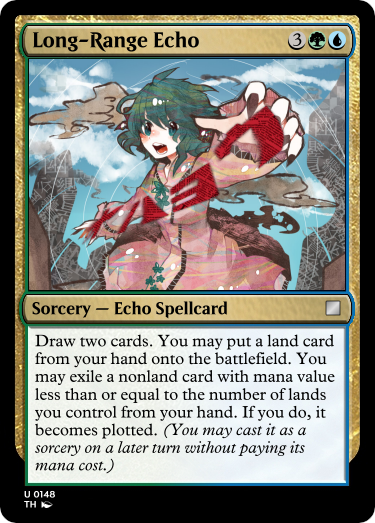 Long-Range Echo 3
Sorcery — Echo Spellcard
Draw two cards. You may put a land card
from your hand onto the battlefield. You
may exile a nonland card with mana value
less than or equal to the number of lands
you control from your hand. If you do, it
becomes plotted. (You may cast it as a
sorcery on a later turn without paying its
mana cost.)
U 0148
TH